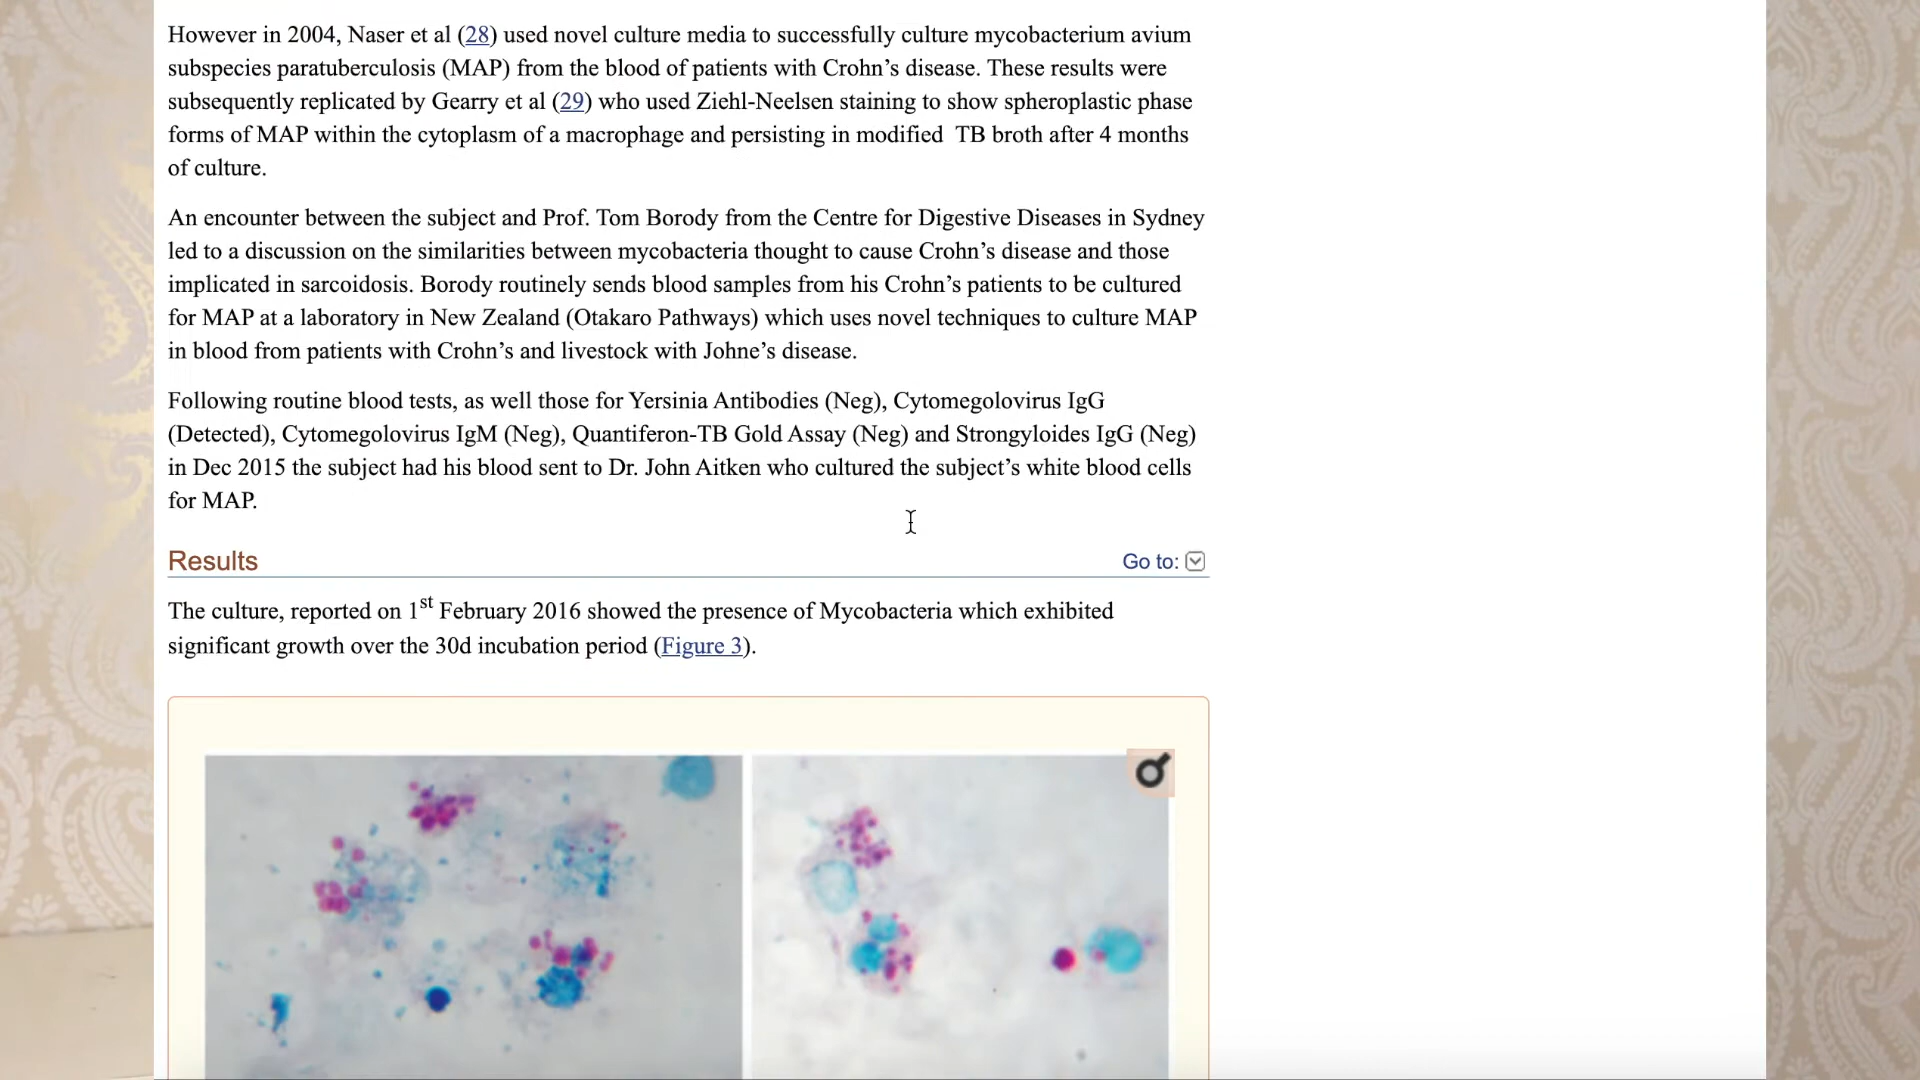 However in 2004, Naser et al (28) used novel culture media to successfully culture mycobacterium avium
subspecies paratuberculosis (MAP) from the blood of patients with Crohn’s disease. These results were
subsequently replicated by Gearry et al (29) who used Ziehl-Neelsen staining to show spheroplastic phase
forms of MAP within the cytoplasm of a macrophage and persisting in modified  TB broth after 4 months
of culture.
An encounter between the subject and Prof. Tom Borody from the Centre for Digestive Diseases in Sydney
led to a discussion on the similarities between mycobacteria thought to cause Crohn’s disease and those
implicated in sarcoidosis. Borody routinely sends blood samples from his Crohn’s patients to be cultured
for MAP at a laboratory in New Zealand (Otakaro Pathways) which uses novel techniques to culture MAP
in blood from patients with Crohn’s and livestock with Johne’s disease.
Following routine blood tests, as well those for Yersinia Antibodies (Neg), Cytomegolovirus IgG
(Detected), Cytomegolovirus IgM (Neg), Quantiferon-TB Gold Assay (Neg) and Strongyloides IgG (Neg)
in Dec 2015 the subject had his blood sent to Dr. John Aitken who cultured the subject’s white blood cells
for MAP.
Results Go to:
The culture, reported on 1st February 2016 showed the presence of Mycobacteria which exhibited
significant growth over the 30d incubation period (Figure 3).